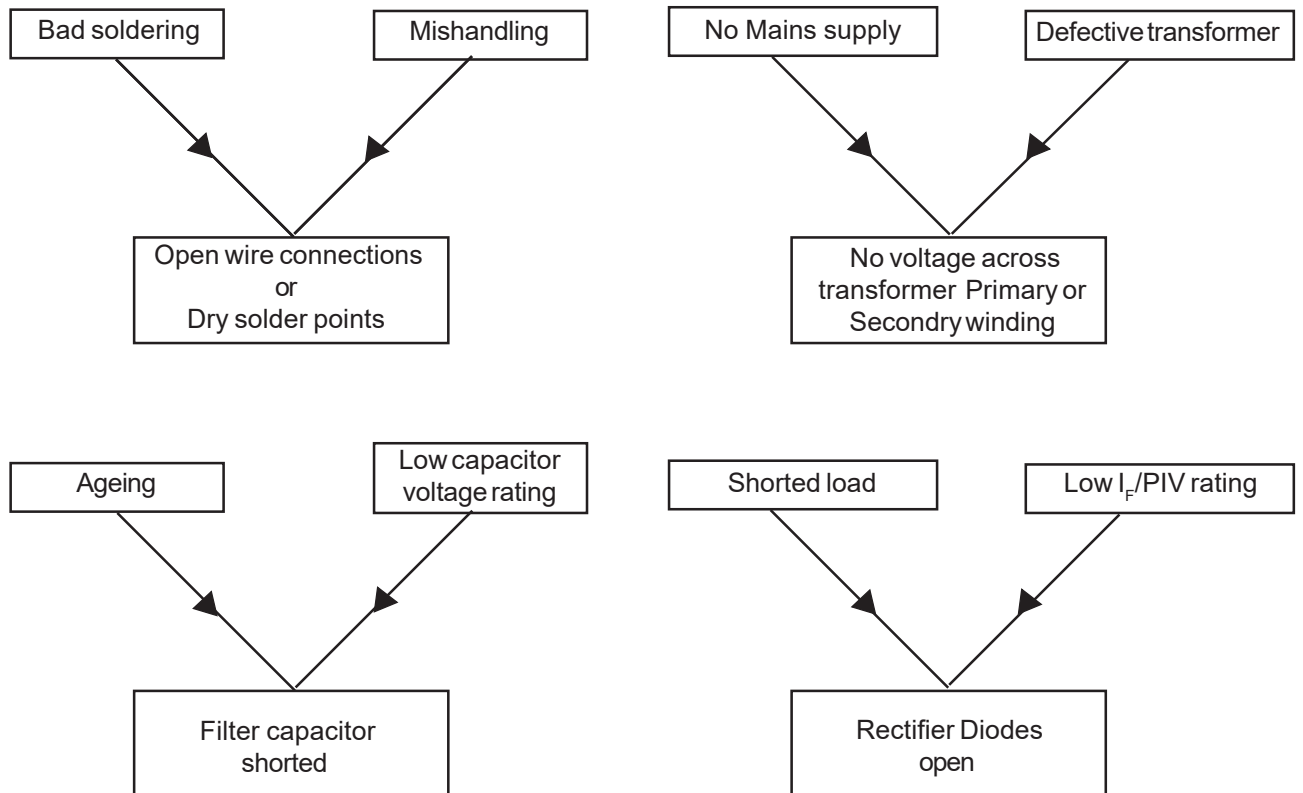 Bad soldering
Mishandling
Open wire connections
or
Dry solder points
No Mains supply
Defective transformer
No voltage across
transformer Primary or
Secondry winding
Ageing
Low capacitor
voltage rating
Filter capacitor
shorted
Shorted load
Low I_F/PIV rating
Rectifier Diodes
open